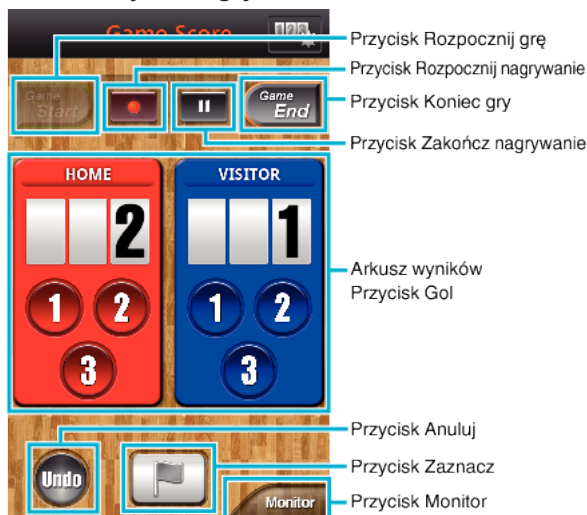 Game Score
123
Przycisk Rozpocznij grę
Przycisk Rozpocznij nagrywanie
Game
Start
Game
End
Przycisk Koniec gry
Przycisk Zakończ nagrywanie
HOME
VISITOR
2
1
1
2
1
2
3
3
Arkusz wyników
Przycisk Gol
Przycisk Anuluj
Undo
Przycisk Zaznacz
Monitor
Przycisk Monitor